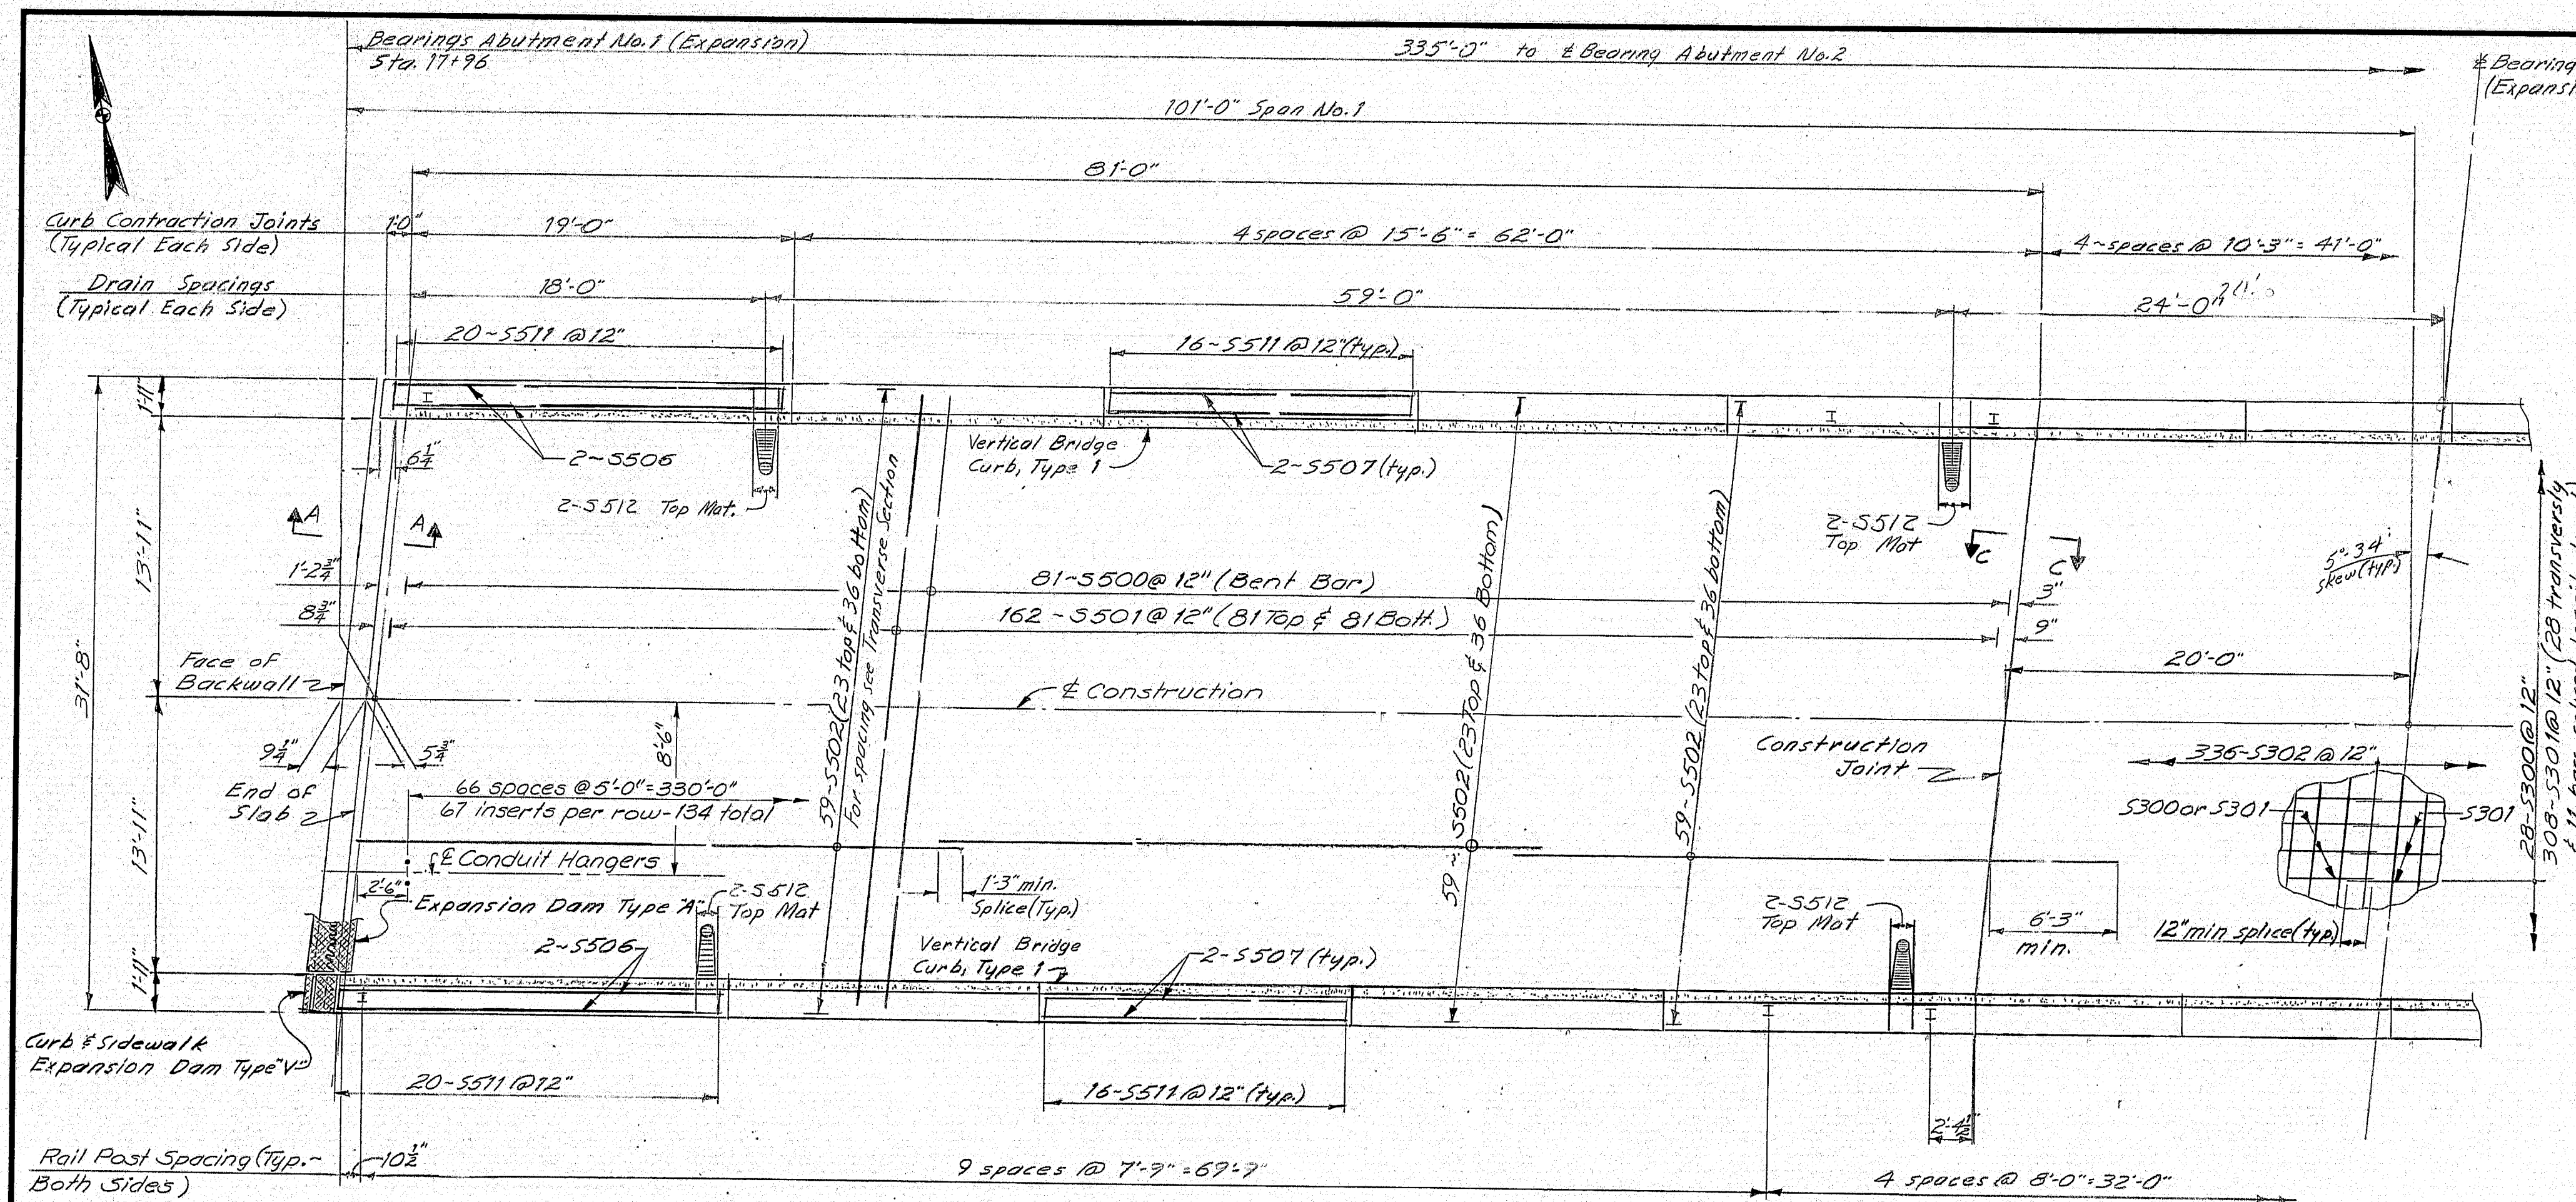 Bearings Abutment No.1 (Expansion)
Sta. 17+96
335'-0" to ℄ Bearing Abutment No.2
℄ Bearing
(Expansi
101'-0" Span No.1
81'-0"
Curb Contraction Joints
(Typical Each Side)
1'-0"
19'-0"
4 spaces @ 15'-6" = 62'-0"
4~spaces @ 10'-3" = 41'-0"
Drain Spacings
(Typical Each Side)
18'-0"
59'-0"
24'-0"
20~S511 @ 12"
16~S511 @ 12" (typ.)
1'-11"
6 1/4"
2~S506
Vertical Bridge
Curb, Type 1
2~S507 (typ.)
2-S512 Top Mat.
2-S512
Top Mat
13'-11"
A
A
C
C
5°-34'
skew (typ.)
1'-2 3/4"
81~S500 @ 12" (Bent Bar)
3"
8 3/4"
162~S501 @ 12" (81 Top & 81 Bott.)
9"
31'-8"
59-S502 (23 top & 36 bottom)
For spacing see Transverse Section
59~S502 (23 Top & 36 Bottom)
59~S502 (23 top & 36 bottom)
Face of
Backwall
20'-0"
℄ Construction
9 1/4"
5 3/4"
8'-6"
Construction
Joint
336-S302 @ 12"
End of
Slab
66 spaces @ 5'-0" = 330'-0"
67 inserts per row-134 total
S300 or S301
S301
28-S300 @ 12"
308-S301 @ 12" (28 transversly
13'-11"
℄ Conduit Hangers
2'-6"
Expansion Dam Type "A"
2-S512
Top Mat
1'-3" min.
Splice (Typ.)
2-S512
Top Mat
6'-3"
min.
12" min splice (typ)
2~S506
Vertical Bridge
Curb, Type 1
2-S507 (typ.)
1'-11"
Curb & Sidewalk
Expansion Dam Type "V"
20~S511 @ 12"
16~S511 @ 12" (typ.)
2'-4 1/2"
Rail Post Spacing (Typ.~
Both Sides)
10 1/2"
9 spaces @ 7'-9" = 69'-9"
4 spaces @ 8'-0" = 32'-0"